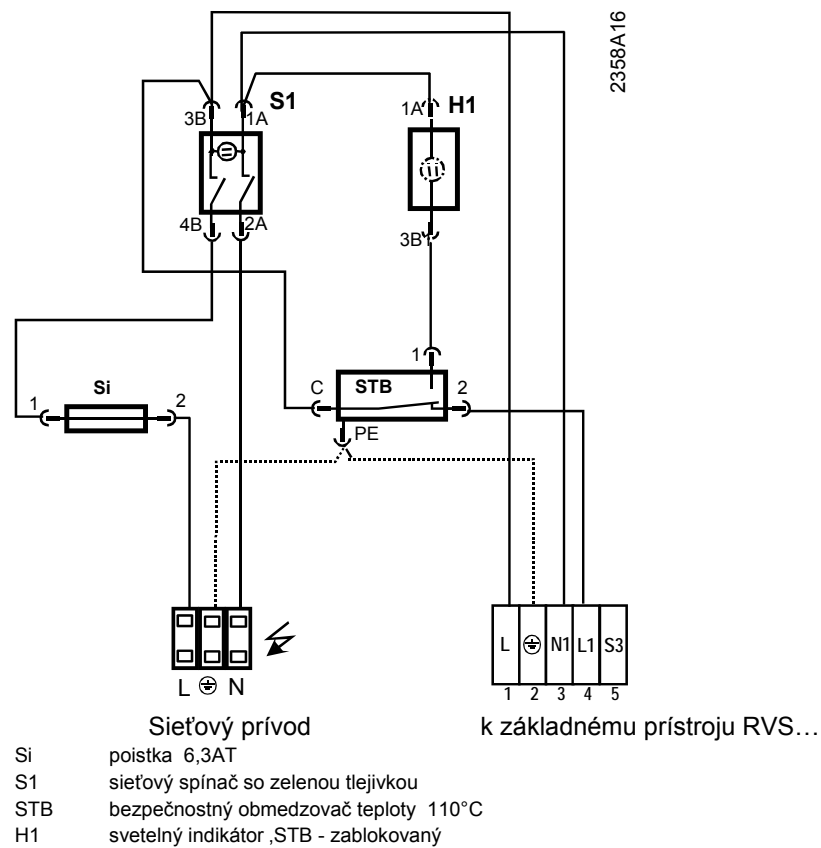 2358A16
S1
H1
3B
1A
1A
4B
2A
3B1
1
Si
1
2
C
STB
2
PE
L N1 L1 S3
L N
1 2 3 4 5
Sieťový prívod
k základnému prístroju RVS…
Si poistka 6,3AT
S1 sieťový spínač so zelenou tlejivkou
STB bezpečnostný obmedzovač teploty 110°C
H1 svetelný indikátor ,STB - zablokovaný